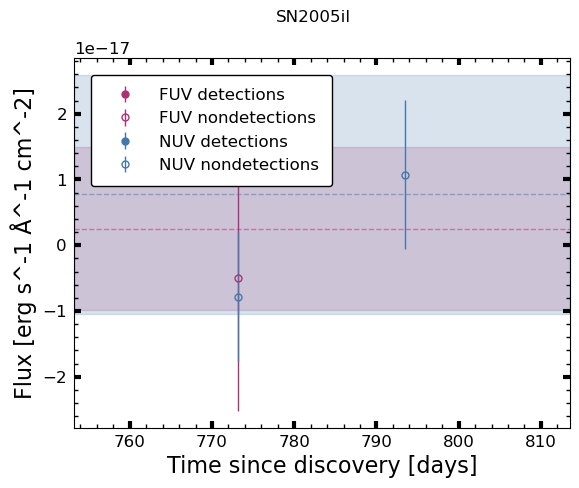 SN2005il
1e−17
FUV detections
FUV nondetections
NUV detections
NUV nondetections
2
1
0
−1
−2
Flux [erg s^-1 Å^-1 cm^-2]
760
770
780
790
800
810
Time since discovery [days]